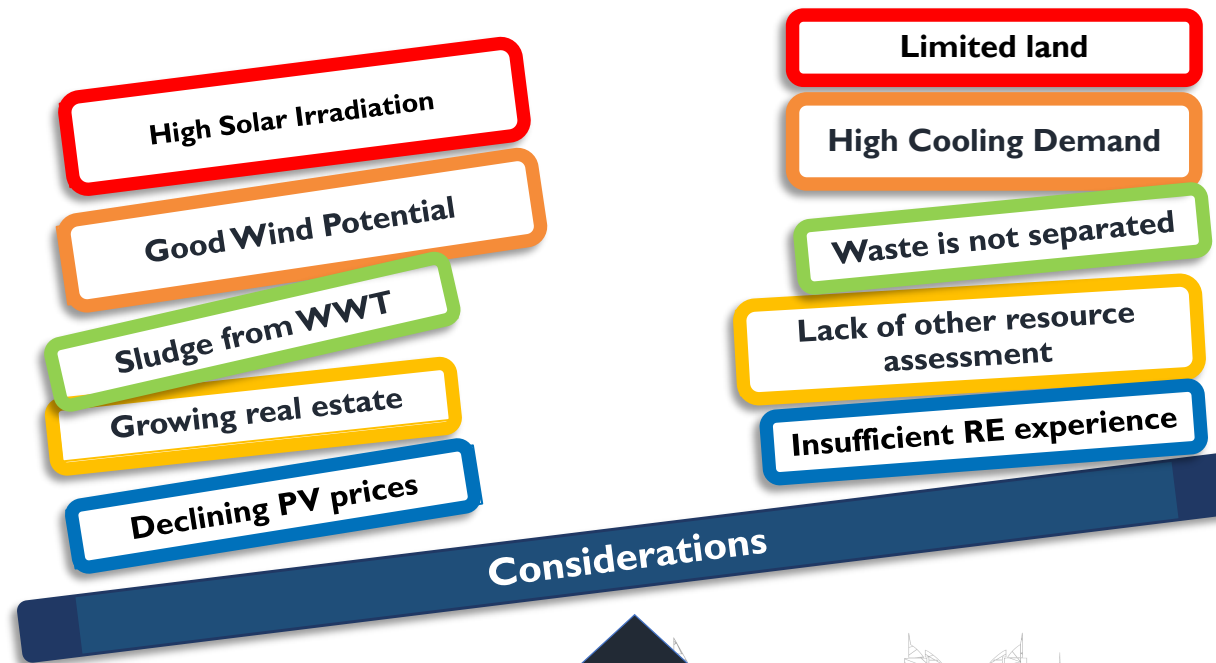 High Solar Irradiation
Good Wind Potential
Sludge from WWT
Growing real estate
Declining PV prices
Limited land
High Cooling Demand
Waste is not separated
Lack of other resource
assessment
Insufficient RE experience
Considerations